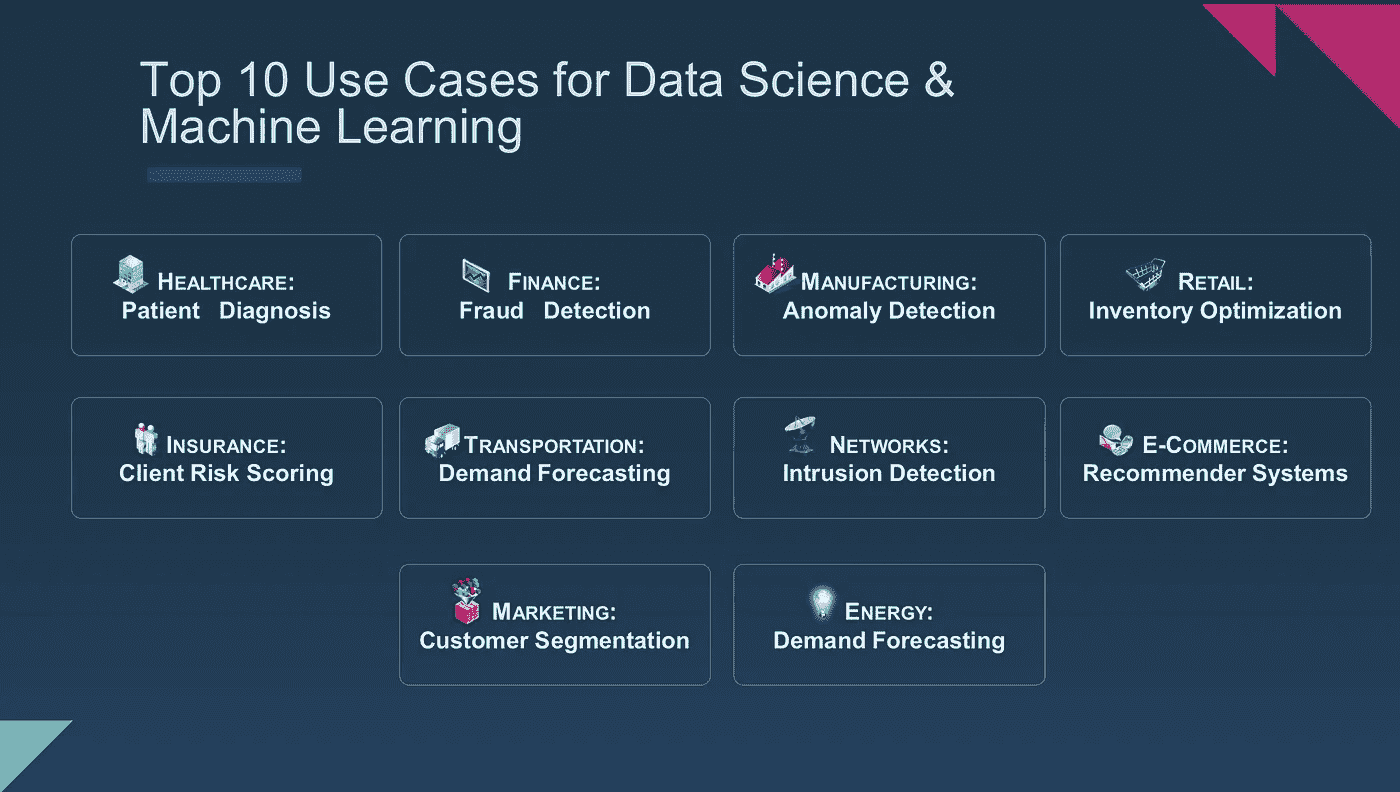 Top 10 Use Cases for Data Science &
Machine Learning
HEALTHCARE:
Patient Diagnosis
FINANCE:
Fraud Detection
MANUFACTURING:
Anomaly Detection
RETAIL:
Inventory Optimization
INSURANCE:
Client Risk Scoring
TRANSPORTATION:
Demand Forecasting
NETWORKS:
Intrusion Detection
E-COMMERCE:
Recommender Systems
MARKETING:
Customer Segmentation
ENERGY:
Demand Forecasting